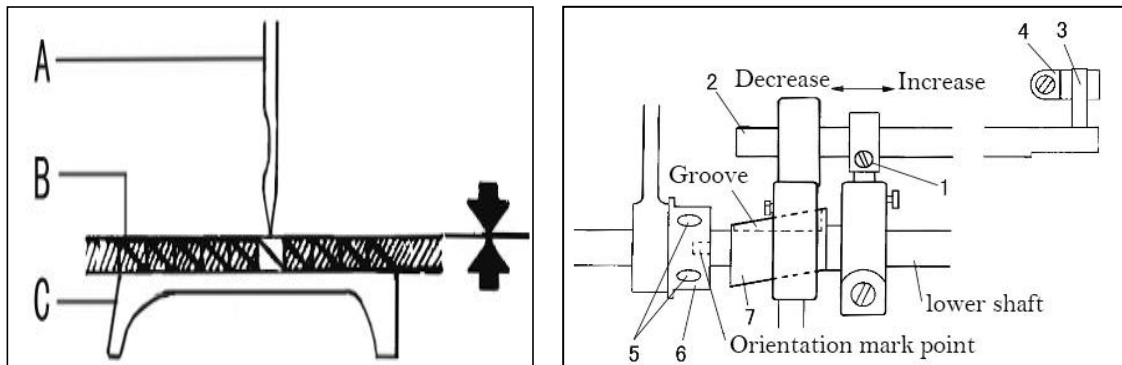 A
B
C
4
3
Decrease
Increase
2
Groove
1
lower shaft
7
5
6
Orientation mark point